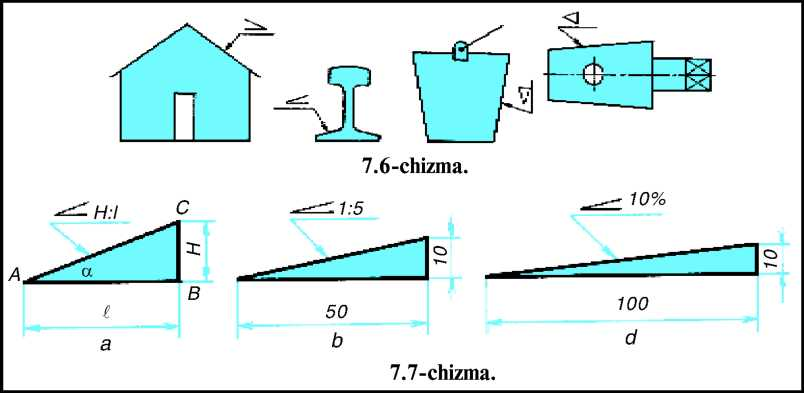 7.6-chizma.
H:l
C
H
A
α
B
ℓ
a
1:5
10
50
b
10%
10
100
d
7.7-chizma.